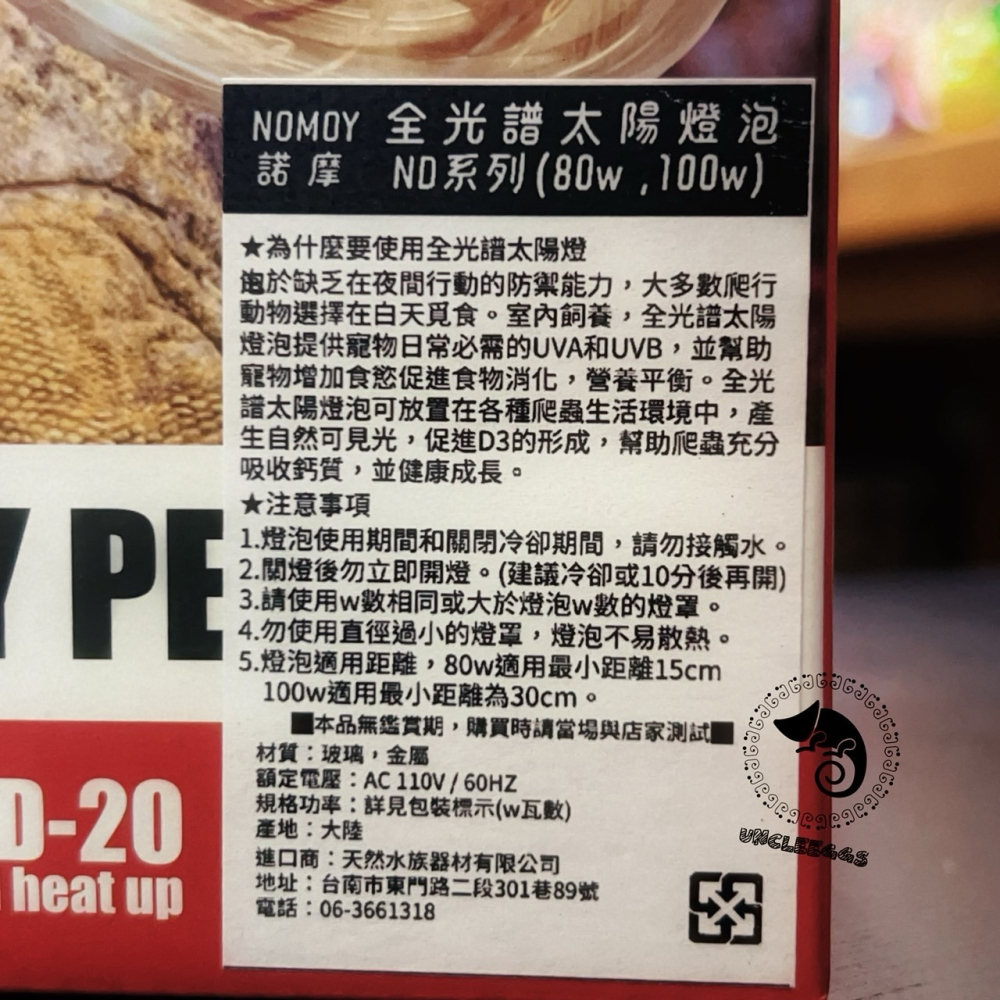 NOMOY 全光譜太陽燈泡
諾摩 ND系列(80w ,100w)
★為什麼要使用全光譜太陽燈
由於缺乏在夜間行動的防禦能力，大多數爬行
動物選擇在白天覓食。室內飼養，全光譜太陽
燈泡提供寵物日常必需的UVA和UVB，並幫助
寵物增加食慾促進食物消化，營養平衡。全光
譜太陽燈泡可放置在各種爬蟲生活環境中，產
生自然可見光，促進D3的形成，幫助爬蟲充分
吸收鈣質，並健康成長。
★注意事項
1.燈泡使用期間和關閉冷卻期間，請勿接觸水。
2.關燈後勿立即開燈。(建議冷卻或10分後再開)
3.請使用w數相同或大於燈泡w數的燈罩。
4.勿使用直徑過小的燈罩，燈泡不易散熱。
5.燈泡適用距離，80w適用最小距離15cm
100w適用最小距離為30cm。
■本品無鑑賞期，購買時請當場與店家測試■
材質：玻璃，金屬
額定電壓：AC 110V / 60HZ
規格功率：詳見包裝標示(w瓦數)
產地：大陸
進口商：天然水族器材有限公司
地址：台南市東門路二段301巷89號
電話：06-3661318
Y PE
D-20
heat up
UNCLEEGGS